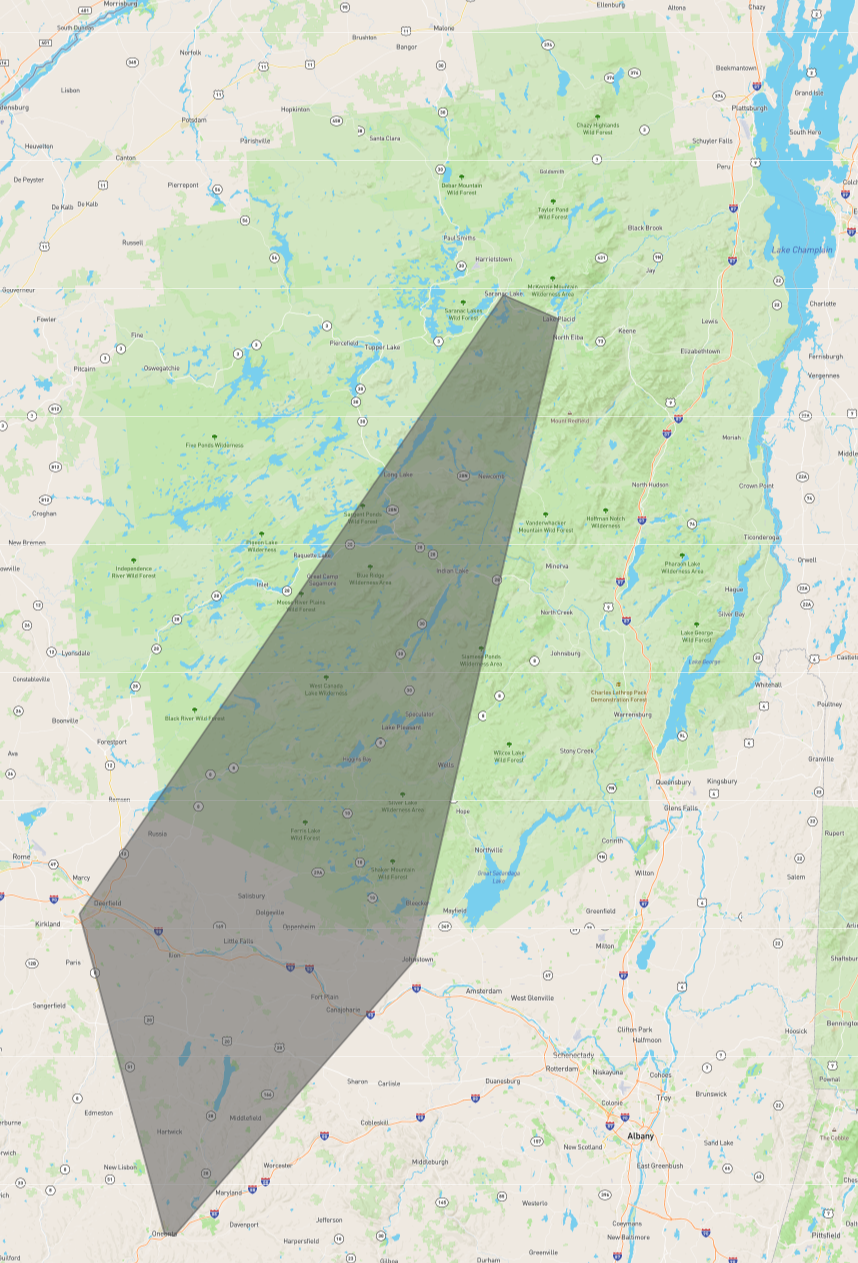 Morrisburg
Ellenburg
Altona
Chazy
South Dundas
Malone
Brushton
Bangor
Norfolk
Beekmantown
Lisbon
Grand Isle
Hopkinton
Plattsburgh
Potsdam
Chazy Highlands
Wild Forest
South Hero
Parishville
Santa Clara
Schuyler Falls
Heuvelton
Canton
Peru
Goldsmith
De Peyster
Pierrepont
Debar Mountain
Wild Forest
De Kalb
De Kalb
Taylor Pond
Wild Forest
Black Brook
Russell
Paul Smiths
Lake Champlain
Harrietstown
Jay
Gouverneur
McKenzie Mountain
Wilderness Area
Saranac Lake
Saranac Lakes
Wild Forest
Charlotte
Fowler
Lake Placid
Lewis
Keene
Fine
North Elba
Piercefield
Tupper Lake
Elizabethtown
Ferrisburgh
Pitcairn
Oswegatchie
Vergennes
Mount Redfield
Five Ponds Wilderness
Moriah
Long Lake
Newcomb
North Hudson
Crown Point
Croghan
Sargent Ponds
Wild Forest
Vanderwhacker
Mountain Wild Forest
Hoffman Notch
Wilderness
New Bremen
Pigeon Lake
Wilderness
Ticonderoga
Raquette Lake
Independence
River Wild Forest
Minerva
Pharaoh Lake
Wilderness Area
Orwell
Blue Ridge
Wilderness Area
Indian Lake
Great Camp
Sagamore
Inlet
Hague
Moose River Plains
Wild Forest
North Creek
Silver Bay
Lake George
Wild Forest
Lyonsdale
Siamese Ponds
Wilderness Area
Johnsburg
Lake George
Constableville
West Canada
Lake Wilderness
Charles Lathrop Pack
Demonstration Forest
Whitehall
Poultney
Boonville
Black River Wild Forest
Speculator
Warrensburg
Lake Pleasant
Forestport
Ava
Wilcox Lake
Wild Forest
Stony Creek
Granville
Wells
Queensbury
Kingsbury
Remsen
Silver Lake
Wilderness Area
Hope
Glens Falls
Russia
Ferris Lake
Wild Forest
Rupert
Corinth
Rome
Northville
Shaker Mountain
Wild Forest
Great Sacandaga
Lake
Marcy
Wilton
Salem
Deerfield
Salisbury
Bleecker
Dolgeville
Mayfield
Greenfield
Kirkland
Oppenheim
Little Falls
Milton
Ilion
Paris
Johnstown
Fort Plain
Amsterdam
West Glenville
Sangerfield
Canajoharie
Clifton Park
Halfmoon
Hoosick
Schenectady
Rotterdam
Niskayuna
Cohoes
Sharon
Carlisle
Duanesburg
Pownal
Brunswick
Troy
Colonie
Edmeston
Middlefield
Cobleskill
Hartwick
Albany
New Scotland
Sand Lake
New Lisbon
Worcester
Middleburgh
East Greenbush
Maryland
Westerlo
Jefferson
Davenport
Coeymans
New Baltimore
Oneonta
Harpersfield
Pittsfield
Greenville
Durham
Gilboa